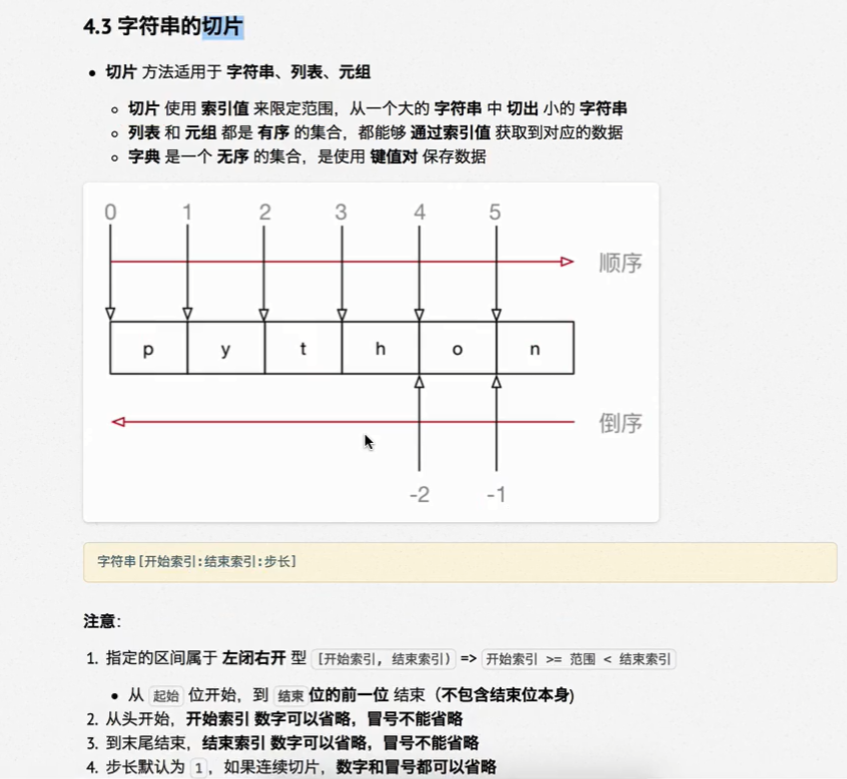 4.3 字符串的切片
切片 方法适用于 字符串、列表、元组
切片 使用 索引值 来限定范围，从一个大的 字符串 中 切出 小的 字符串
列表 和 元组 都是 有序 的集合，都能够 通过索引值 获取到对应的数据
字典 是一个 无序 的集合，是使用 键值对 保存数据
0 1 2 3 4 5
顺序
p y t h o n
倒序
-2 -1
字符串[开始索引:结束索引:步长]
注意：
1. 指定的区间属于 左闭右开 型 [开始索引, 结束索引) => 开始索引 >= 范围 < 结束索引
从 起始 位开始，到 结束 位的前一位 结束（不包含结束位本身)
2. 从头开始，开始索引 数字可以省略，冒号不能省略
3. 到末尾结束，结束索引 数字可以省略，冒号不能省略
4. 步长默认为 1，如果连续切片，数字和冒号都可以省略